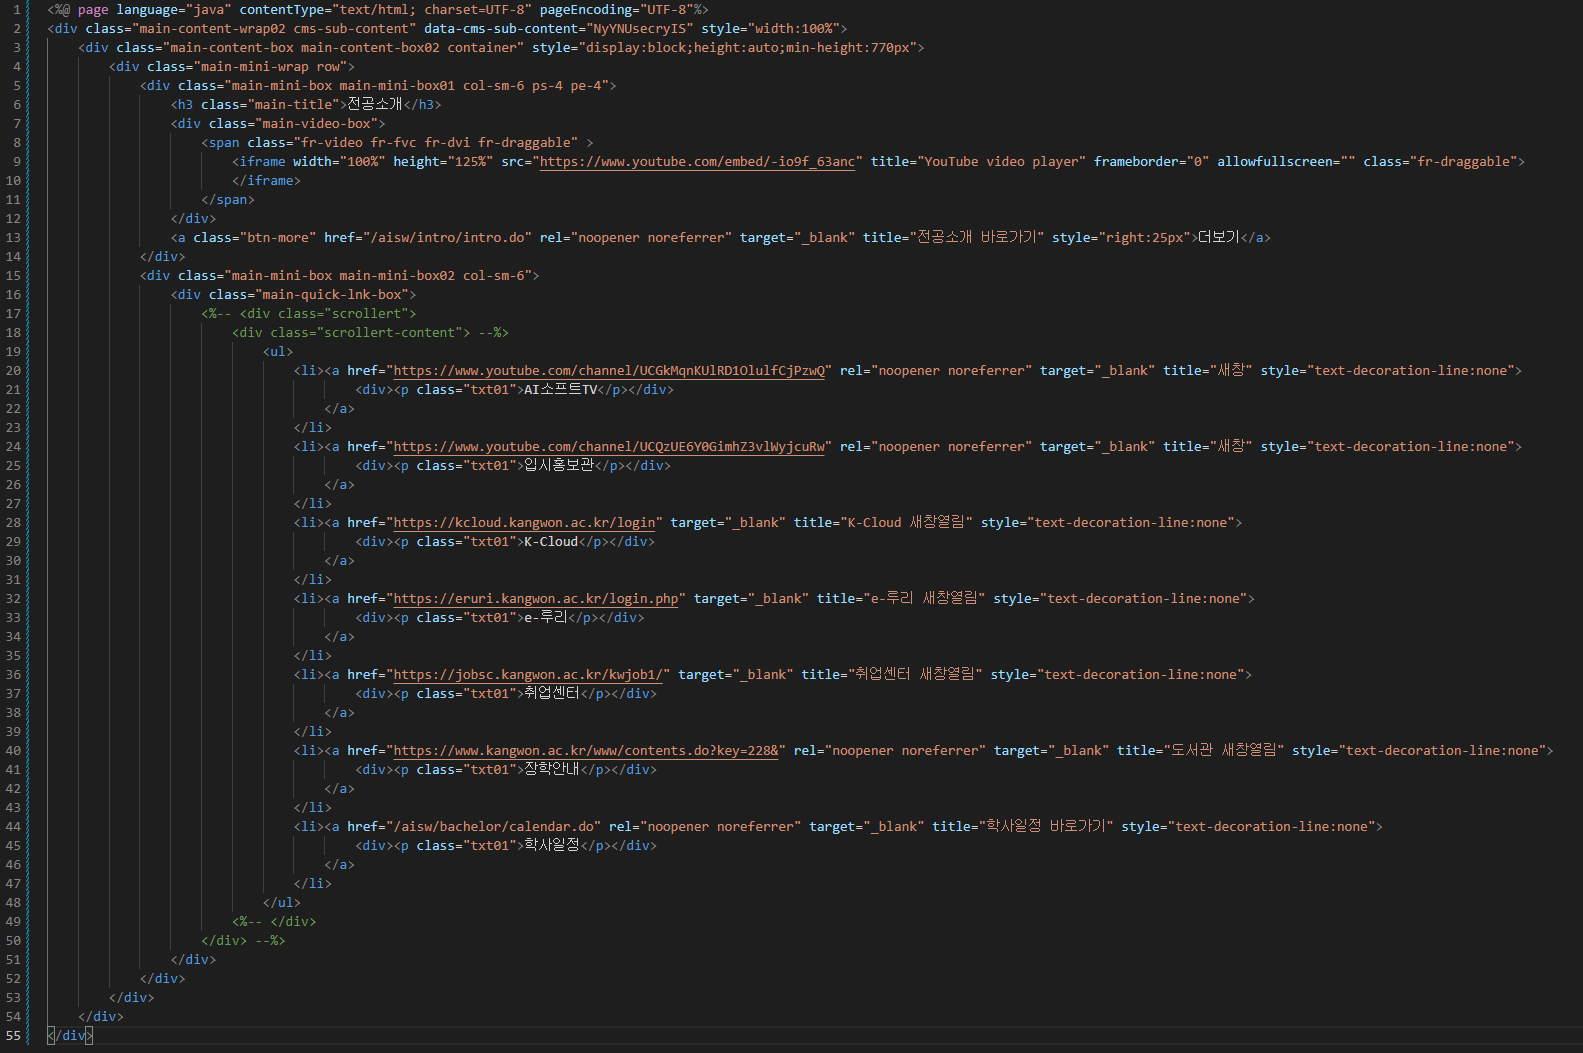 1 <%@ page language="java" contentType="text/html; charset=UTF-8" pageEncoding="UTF-8"%>
2 <div class="main-content-wrap02 cms-sub-content" data-cms-sub-content="NyYNUsecryIS" style="width:100%">
3 <div class="main-content-box main-content-box02 container" style="display:block;height:auto;min-height:770px">
4 <div class="main-mini-wrap row">
5 <div class="main-mini-box main-mini-box01 col-sm-6 ps-4 pe-4">
6 <h3 class="main-title">전공소개</h3>
7 <div class="main-video-box">
8 <span class="fr-video fr-fvc fr-dvi fr-draggable" >
9 <iframe width="100%" height="125%" src="https://www.youtube.com/embed/-io9f_63anc" title="YouTube video player" frameborder="0" allowfullscreen="" class="fr-draggable">
10 </iframe>
11 </span>
12 </div>
13 <a class="btn-more" href="/aisw/intro/intro.do" rel="noopener noreferrer" target="_blank" title="전공소개 바로가기" style="right:25px">더보기</a>
14 </div>
15 <div class="main-mini-box main-mini-box02 col-sm-6">
16 <div class="main-quick-lnk-box">
17 <%-- <div class="scrollert">
18 <div class="scrollert-content"> --%>
19 <ul>
20 <li><a href="https://www.youtube.com/channel/UCGkMqnKUlRD1OlulfCjPzwQ" rel="noopener noreferrer" target="_blank" title="새창" style="text-decoration-line:none">
21 <div><p class="txt01">AI소프트TV</p></div>
22 </a>
23 </li>
24 <li><a href="https://www.youtube.com/channel/UCQzUE6Y0GimhZ3vlWyjcuRw" rel="noopener noreferrer" target="_blank" title="새창" style="text-decoration-line:none">
25 <div><p class="txt01">입시홍보관</p></div>
26 </a>
27 </li>
28 <li><a href="https://kcloud.kangwon.ac.kr/login" target="_blank" title="K-Cloud 새창열림" style="text-decoration-line:none">
29 <div><p class="txt01">K-Cloud</p></div>
30 </a>
31 </li>
32 <li><a href="https://eruri.kangwon.ac.kr/login.php" target="_blank" title="e-루리 새창열림" style="text-decoration-line:none">
33 <div><p class="txt01">e-루리</p></div>
34 </a>
35 </li>
36 <li><a href="https://jobsc.kangwon.ac.kr/kwjob1/" target="_blank" title="취업센터 새창열림" style="text-decoration-line:none">
37 <div><p class="txt01">취업센터</p></div>
38 </a>
39 </li>
40 <li><a href="https://www.kangwon.ac.kr/www/contents.do?key=228&" rel="noopener noreferrer" target="_blank" title="도서관 새창열림" style="text-decoration-line:none">
41 <div><p class="txt01">장학안내</p></div>
42 </a>
43 </li>
44 <li><a href="/aisw/bachelor/calendar.do" rel="noopener noreferrer" target="_blank" title="학사일정 바로가기" style="text-decoration-line:none">
45 <div><p class="txt01">학사일정</p></div>
46 </a>
47 </li>
48 </ul>
49 <%-- </div>
50 </div> --%>
51 </div>
52 </div>
53 </div>
54 </div>
55 </div>